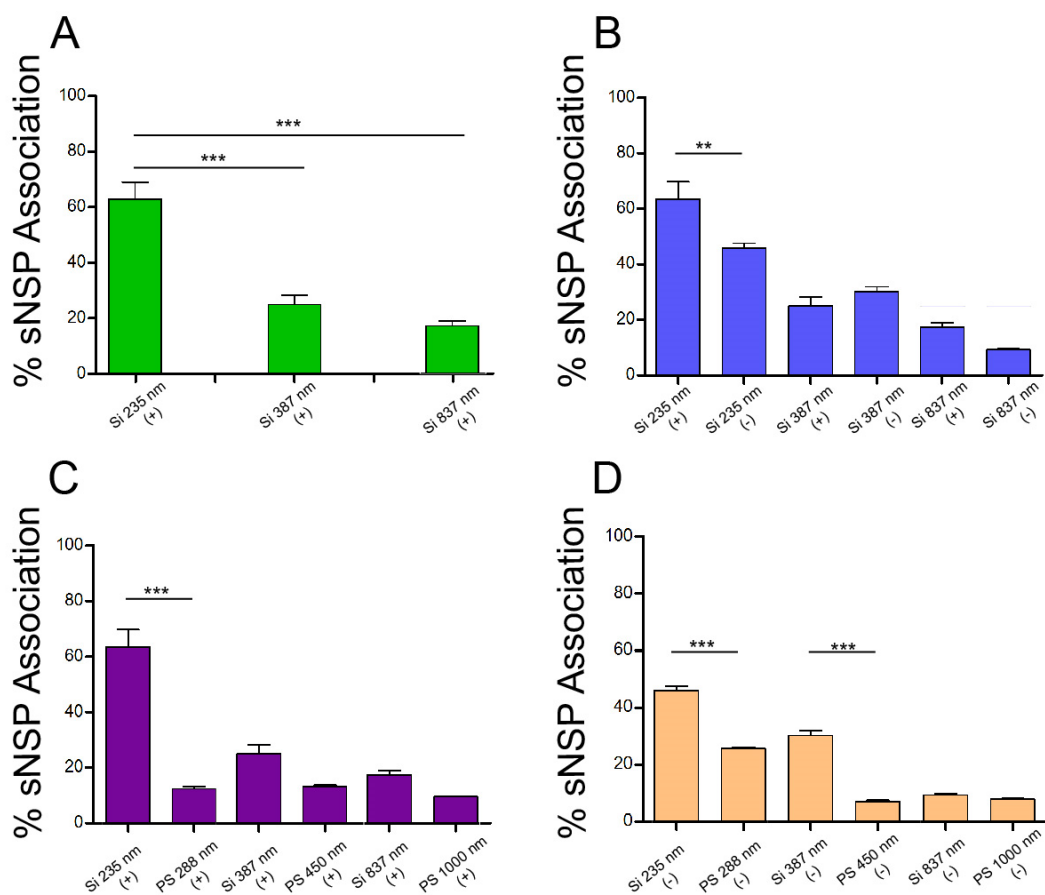 A
% sNSP Association
100
80
60
40
20
0
***
***
Si 235 nm
(+)
Si 387 nm
(+)
Si 837 nm
(+)
B
% sNSP Association
100
80
60
40
20
0
**
Si 235 nm
(+)
Si 235 nm
(-)
Si 387 nm
(+)
Si 387 nm
(-)
Si 837 nm
(+)
Si 837 nm
(-)
C
% sNSP Association
100
80
60
40
20
0
***
Si 235 nm
(+)
PS 288 nm
(+)
Si 387 nm
(+)
PS 450 nm
(+)
Si 837 nm
(+)
PS 1000 nm
(+)
D
% sNSP Association
100
80
60
40
20
0
***
***
Si 235 nm
(-)
PS 288 nm
(-)
Si 387 nm
(-)
PS 450 nm
(-)
Si 837 nm
(-)
PS 1000 nm
(-)